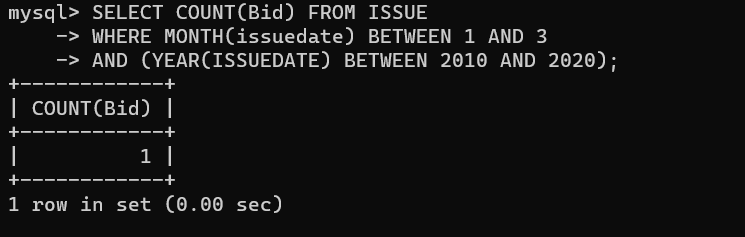 mysql> SELECT COUNT(Bid) FROM ISSUE
    -> WHERE MONTH(issuedate) BETWEEN 1 AND 3
    -> AND (YEAR(ISSUEDATE) BETWEEN 2010 AND 2020);
+------------+
| COUNT(Bid) |
+------------+
|          1 |
+------------+
1 row in set (0.00 sec)